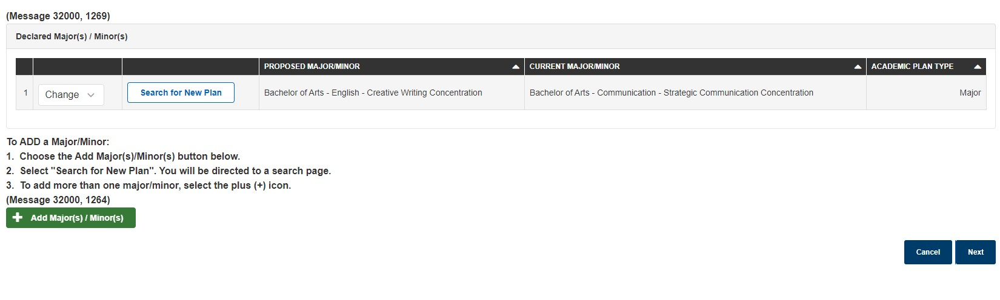 (Message 32000, 1269)
Declared Major(s) / Minor(s)
PROPOSED MAJOR/MINOR CURRENT MAJOR/MINOR ACADEMIC PLAN TYPE
1 Change Search for New Plan Bachelor of Arts - English - Creative Writing Concentration Bachelor of Arts - Communication - Strategic Communication Concentration Major
To ADD a Major/Minor:
1. Choose the Add Major(s)/Minor(s) button below.
2. Select "Search for New Plan". You will be directed to a search page.
3. To add more than one major/minor, select the plus (+) icon.
(Message 32000, 1264)
Add Major(s) / Minor(s)
Cancel Next